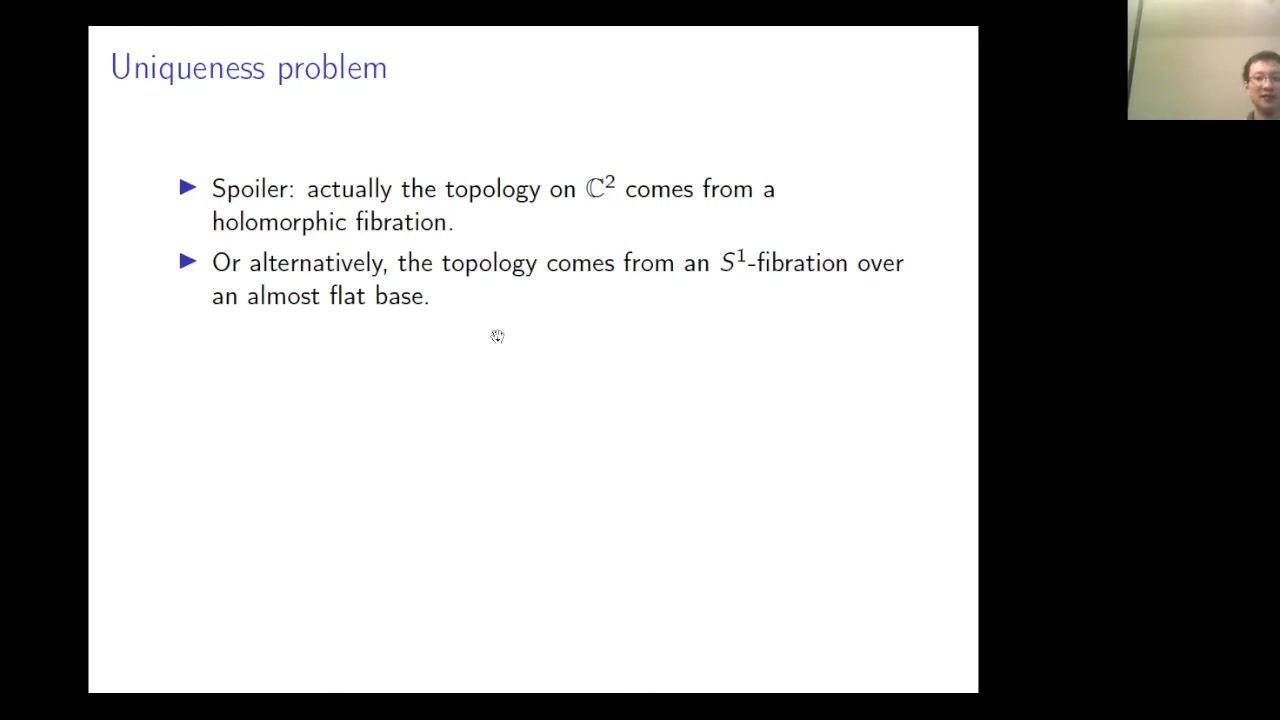 Uniqueness problem
▶ Spoiler: actually the topology on ℂ² comes from a
holomorphic fibration.
▶ Or alternatively, the topology comes from an S¹-fibration over
an almost flat base.